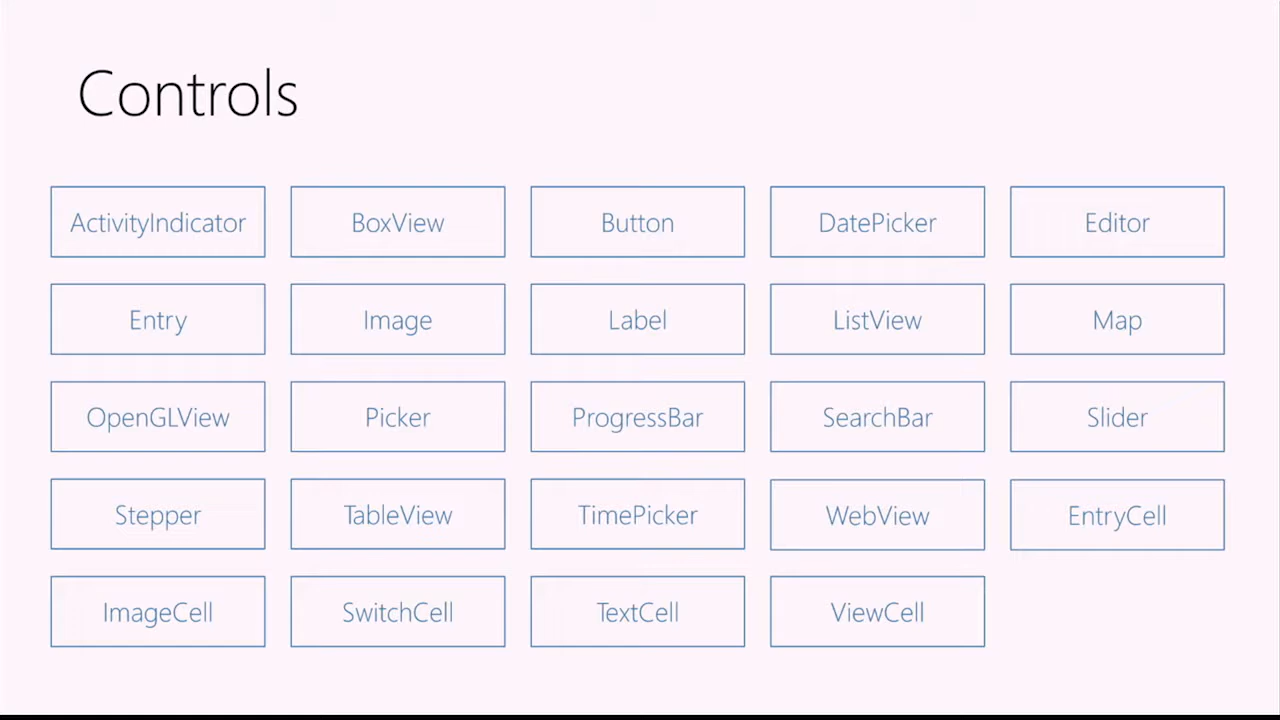 Controls
ActivityIndicator BoxView Button DatePicker Editor
Entry Image Label ListView Map
OpenGLView Picker ProgressBar SearchBar Slider
Stepper TableView TimePicker WebView EntryCell
ImageCell SwitchCell TextCell ViewCell